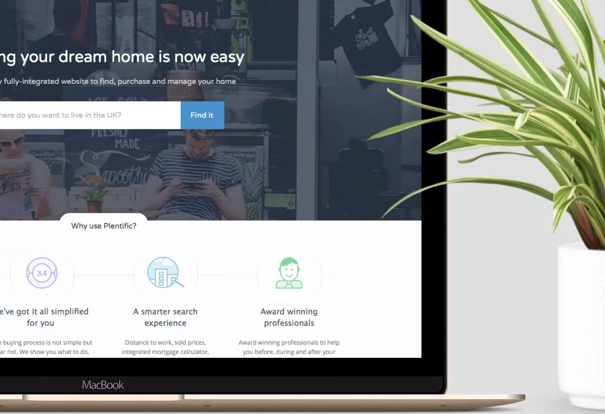 ng your dream home is now easy
fully-integrated website to find, purchase and manage your home
here do you want to live in the UK?
Find it
FRESHLY
MADE
smoothy
Why use Plentific?
3.4
e've got it all simplified
for you
A smarter search
experience
Award winning
professionals
e buying process is not simple but
ar not. We show you what to do,
Distance to work, sold prices,
integrated mortgage calculator,
Award winning professionals to help
you before, during and after your
MacBook